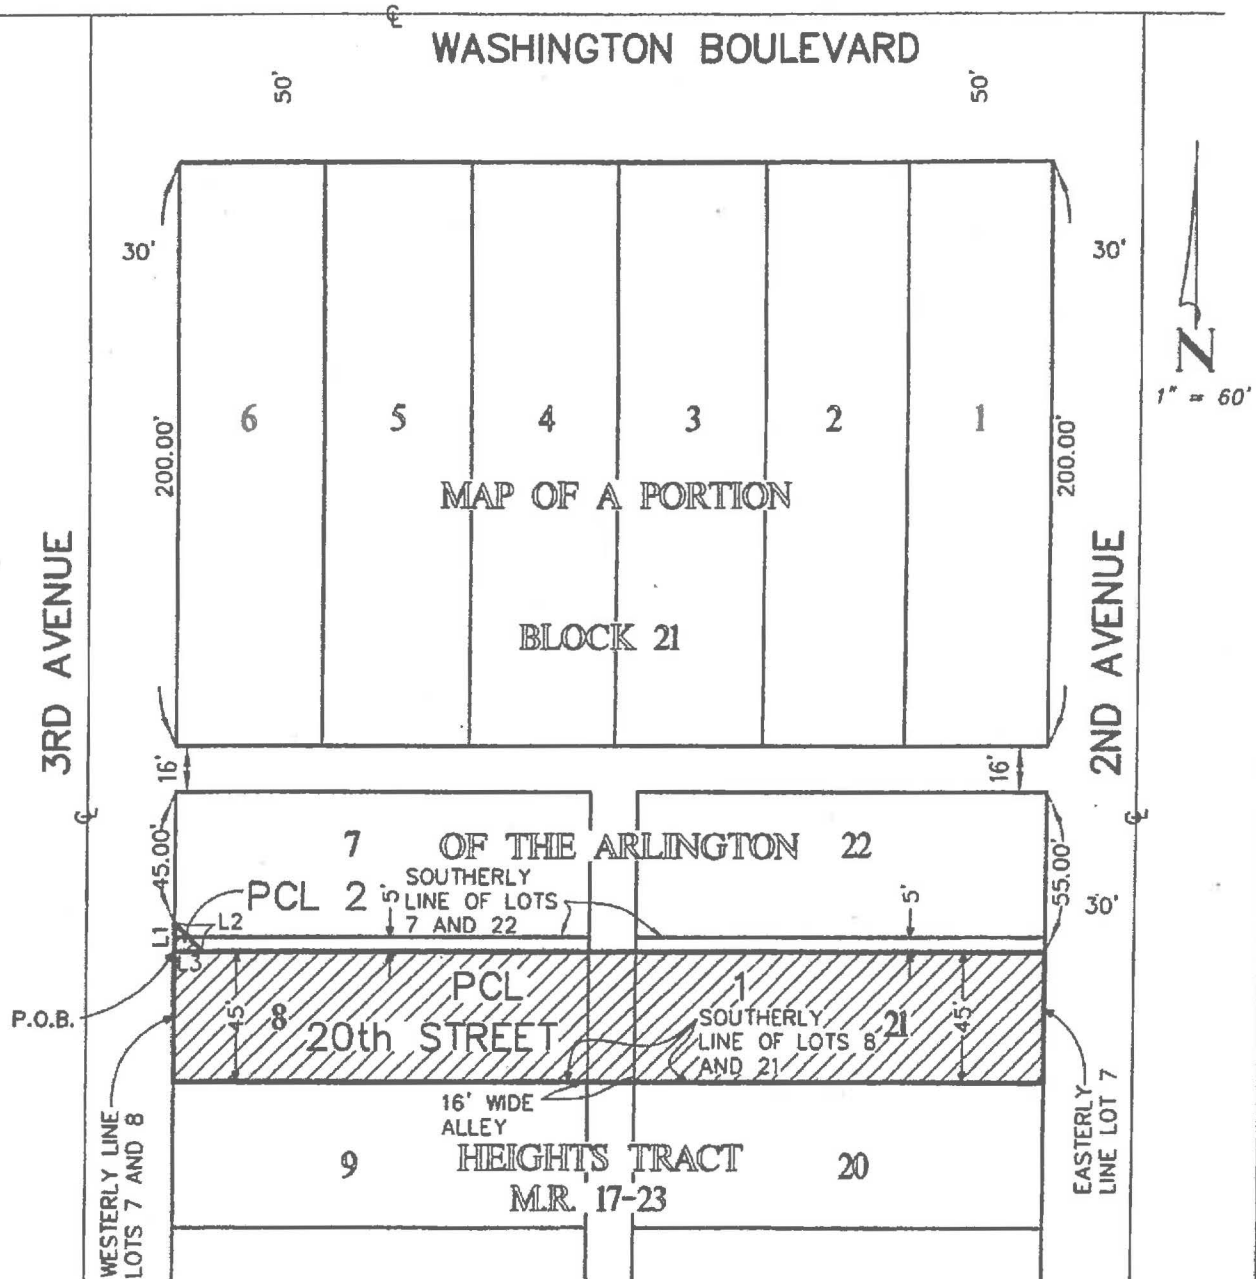 ℄
WASHINGTON BOULEVARD
50'
50'
30'
30'
N
1" = 60'
6
5
4
3
2
1
200.00'
200.00'
MAP OF A PORTION
BLOCK 21
3RD AVENUE
2ND AVENUE
16'
16'
℄
℄
45.00'
7
OF THE ARLINGTON
22
55.00'
30'
PCL 2
5'
SOUTHERLY
LINE OF LOTS
7 AND 22
5'
L1
L2
L3
P.O.B.
45'
8
PCL
1
20th STREET
SOUTHERLY
LINE OF LOTS 8
AND 21
21
45'
16' WIDE
ALLEY
9
HEIGHTS TRACT
20
M.R. 17-23
WESTERLY LINE
LOTS 7 AND 8
EASTERLY
LINE LOT 7